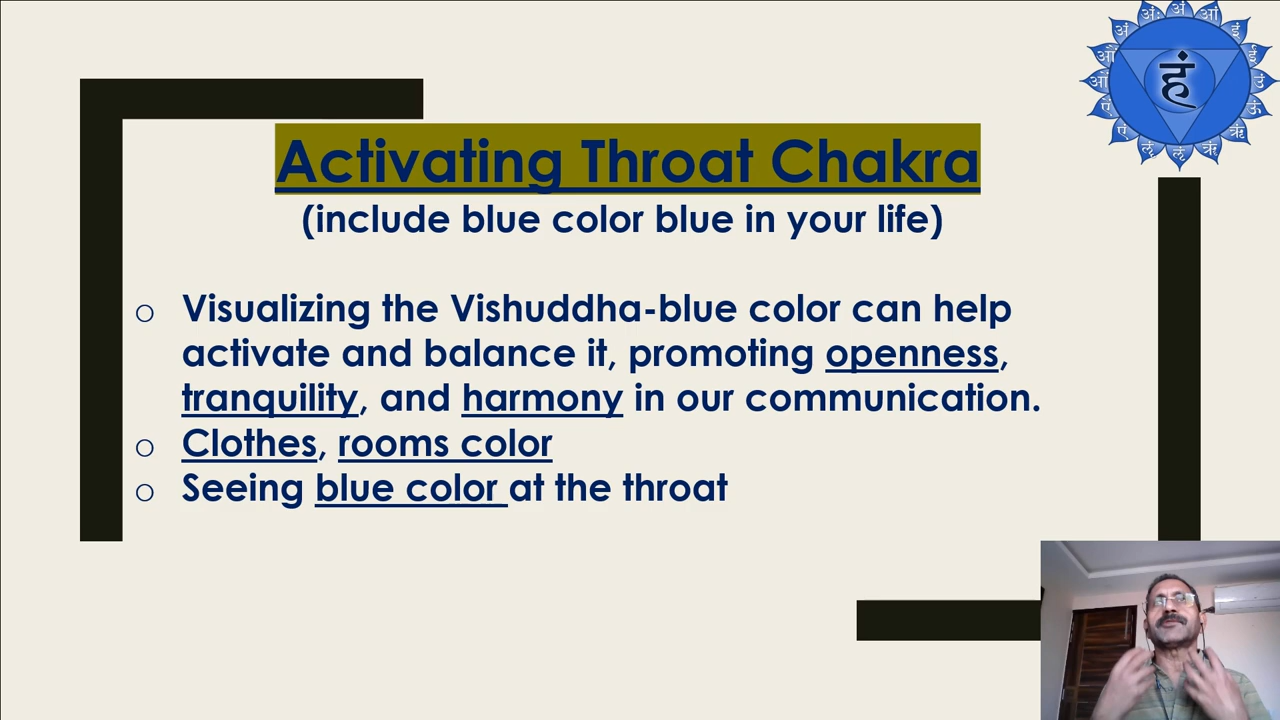 Activating Throat Chakra
(include blue color blue in your life)
o Visualizing the Vishuddha-blue color can help
activate and balance it, promoting openness,
tranquility, and harmony in our communication.
o Clothes, rooms color
o Seeing blue color at the throat
हं
अं
अः
अं
आं
इं
ईं
उं
ऊं
ऋं
लृं
एं